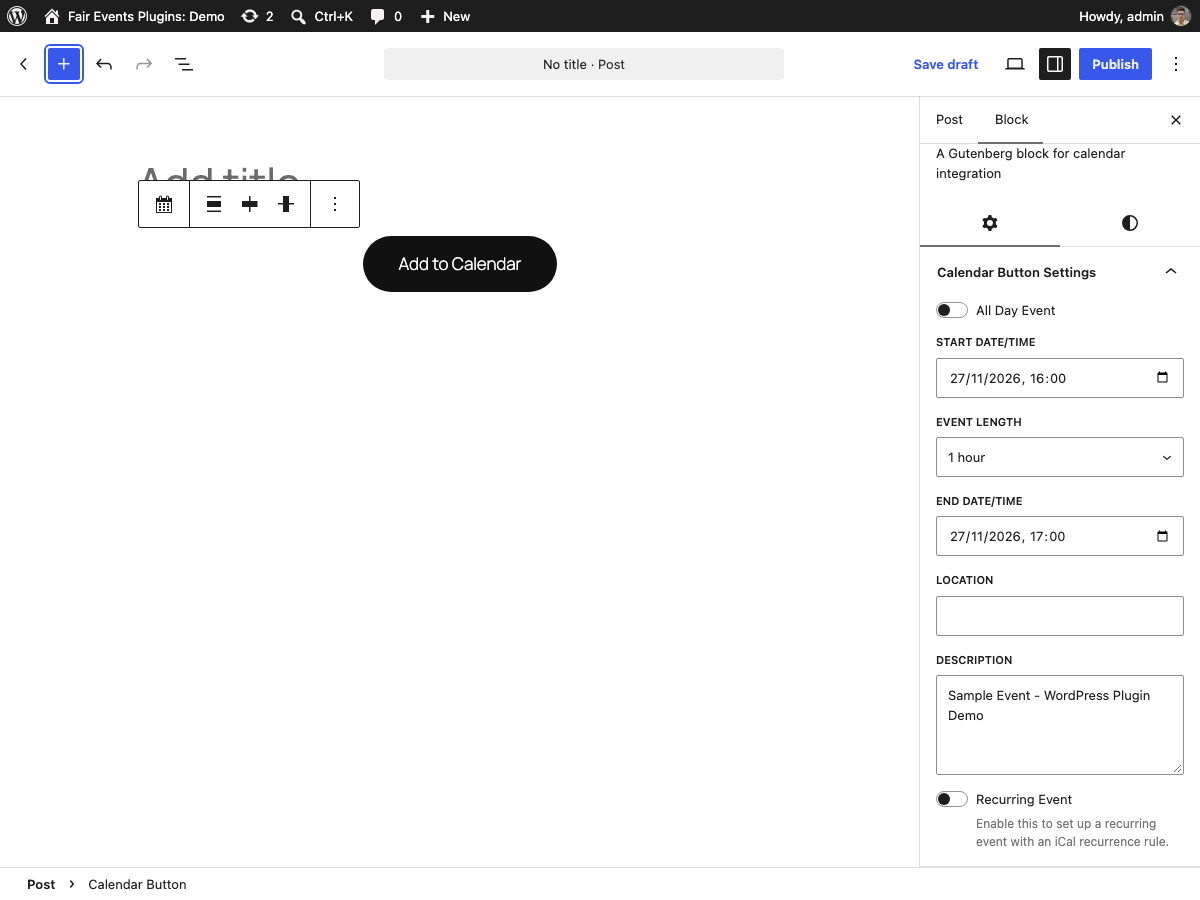 Fair Events Plugins: Demo 2 Ctrl+K 0 New Howdy, admin
No title · Post
Save draft
Publish
Post Block
A Gutenberg block for calendar
integration
Add title
Add to Calendar
Calendar Button Settings
All Day Event
START DATE/TIME
27/11/2026, 16:00
EVENT LENGTH
1 hour
END DATE/TIME
27/11/2026, 17:00
LOCATION
DESCRIPTION
Sample Event - WordPress Plugin
Demo
Recurring Event
Enable this to set up a recurring
event with an iCal recurrence rule.
Post Calendar Button